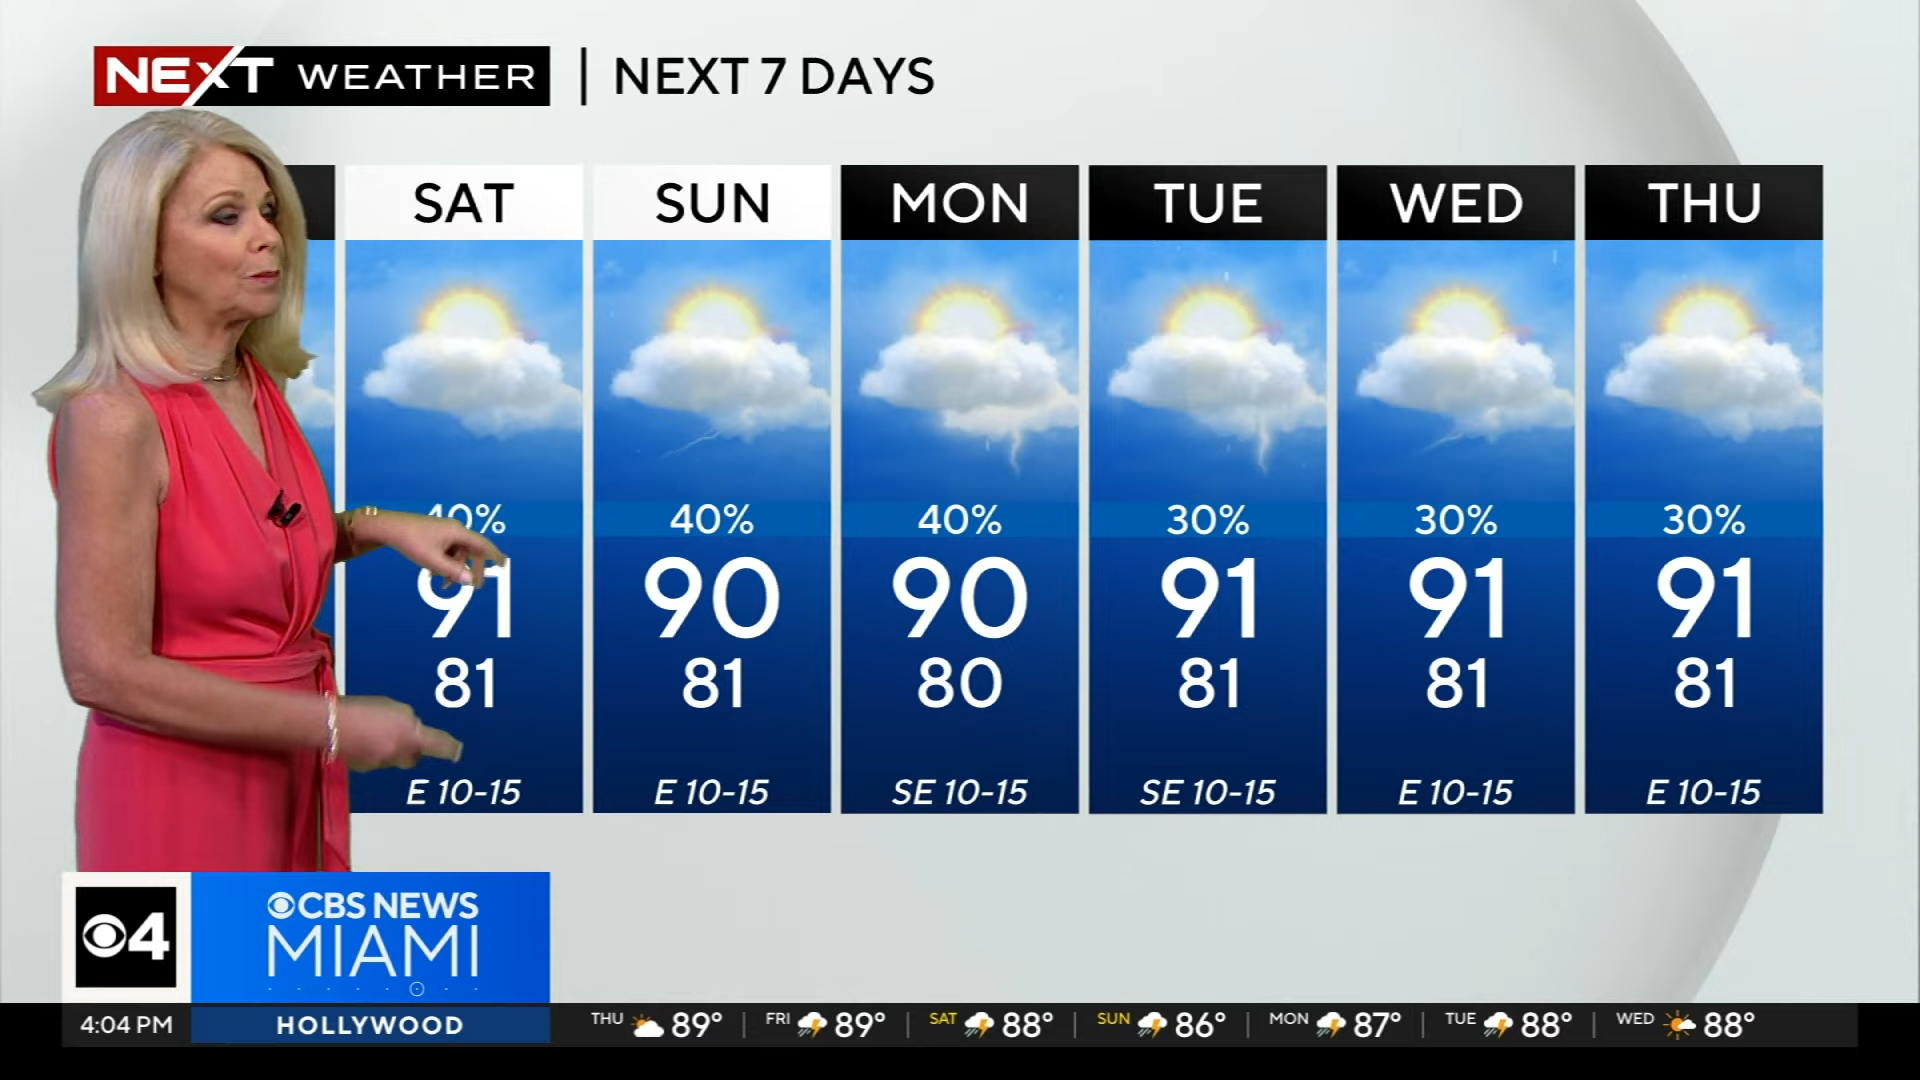 NEXT WEATHER | NEXT 7 DAYS
SAT SUN MON TUE WED THU
40% 40% 40% 30% 30% 30%
91 90 90 91 91 91
81 81 80 81 81 81
E 10-15 E 10-15 SE 10-15 SE 10-15 E 10-15 E 10-15
4 CBS NEWS
MIAMI
4:04 PM HOLLYWOOD THU 89° | FRI 89° | SAT 88° | SUN 86° | MON 87° | TUE 88° | WED 88°